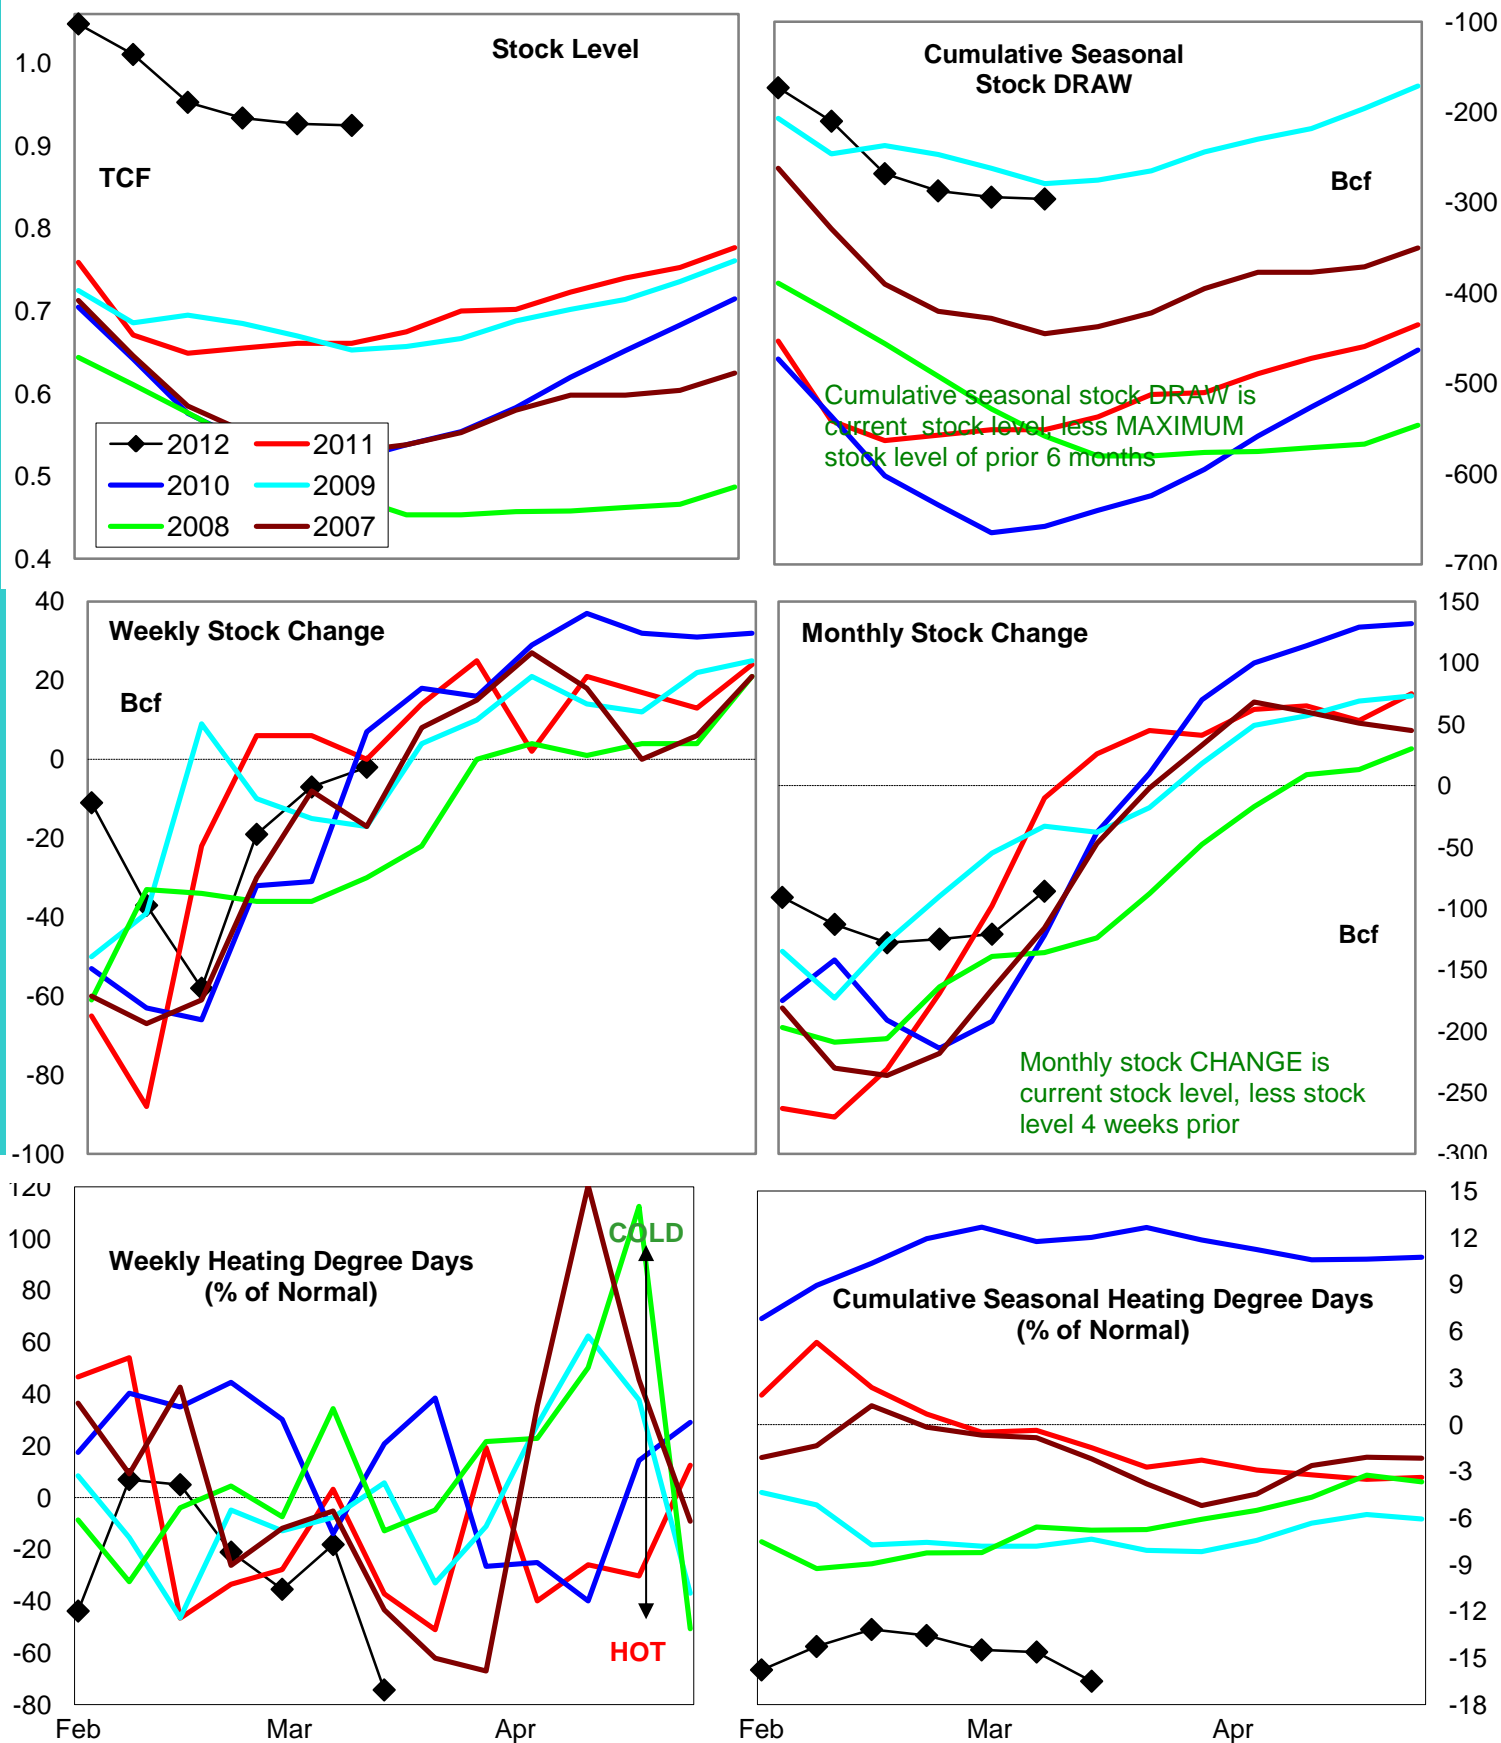 Stock Level
TCF
1.0
0.9
0.8
0.7
0.6
0.5
0.4
2012
2011
2010
2009
2008
2007
Cumulative Seasonal
Stock DRAW
Bcf
Cumulative seasonal stock DRAW is
current stock level, less MAXIMUM
stock level of prior 6 months
-100
-200
-300
-400
-500
-600
-700
Weekly Stock Change
Bcf
40
20
0
-20
-40
-60
-80
-100
Monthly Stock Change
Bcf
Monthly stock CHANGE is
current stock level, less stock
level 4 weeks prior
150
100
50
0
-50
-100
-150
-200
-250
-300
Weekly Heating Degree Days
(% of Normal)
COLD
HOT
120
100
80
60
40
20
0
-20
-40
-60
-80
Feb
Mar
Apr
Cumulative Seasonal Heating Degree Days
(% of Normal)
15
12
9
6
3
0
-3
-6
-9
-12
-15
-18
Feb
Mar
Apr